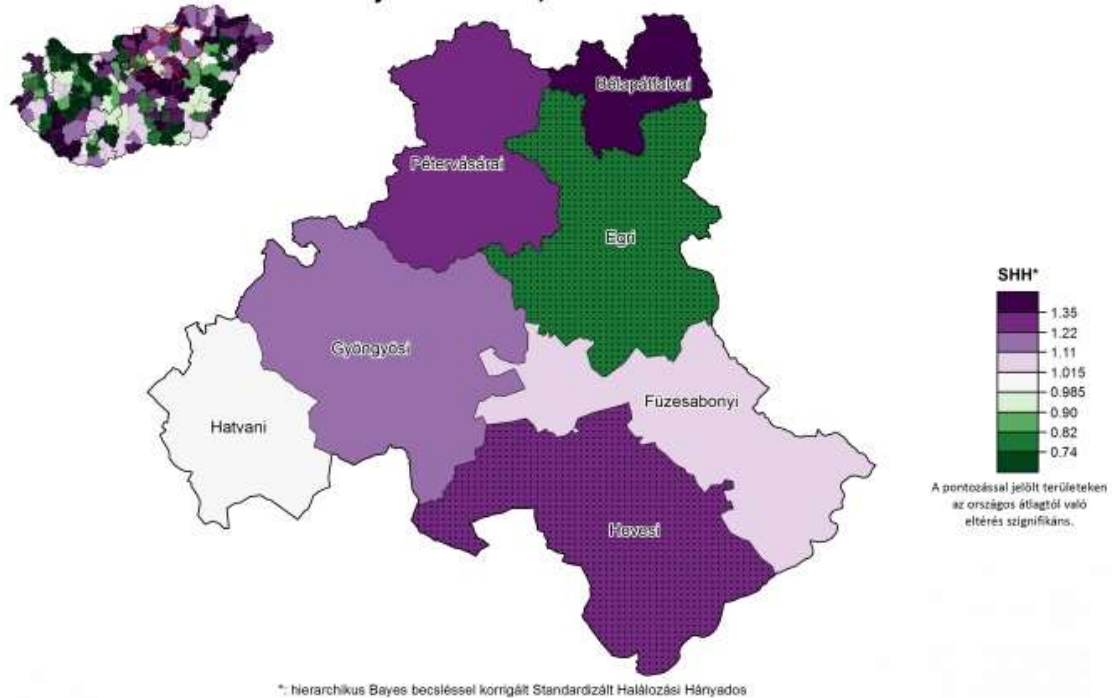 Bélapátfalvai
Pétervásárai
Egri
Gyöngyösi
Füzesabonyi
Hatvani
Hevesi
SHH*
1.35
1.22
1.11
1.015
0.985
0.90
0.82
0.74
A pontozással jelölt területeken
az országos átlagtól való
eltérés szignifikáns.
*: hierarchikus Bayes becsléssel korrigált Standardizált Halálozási Hányados